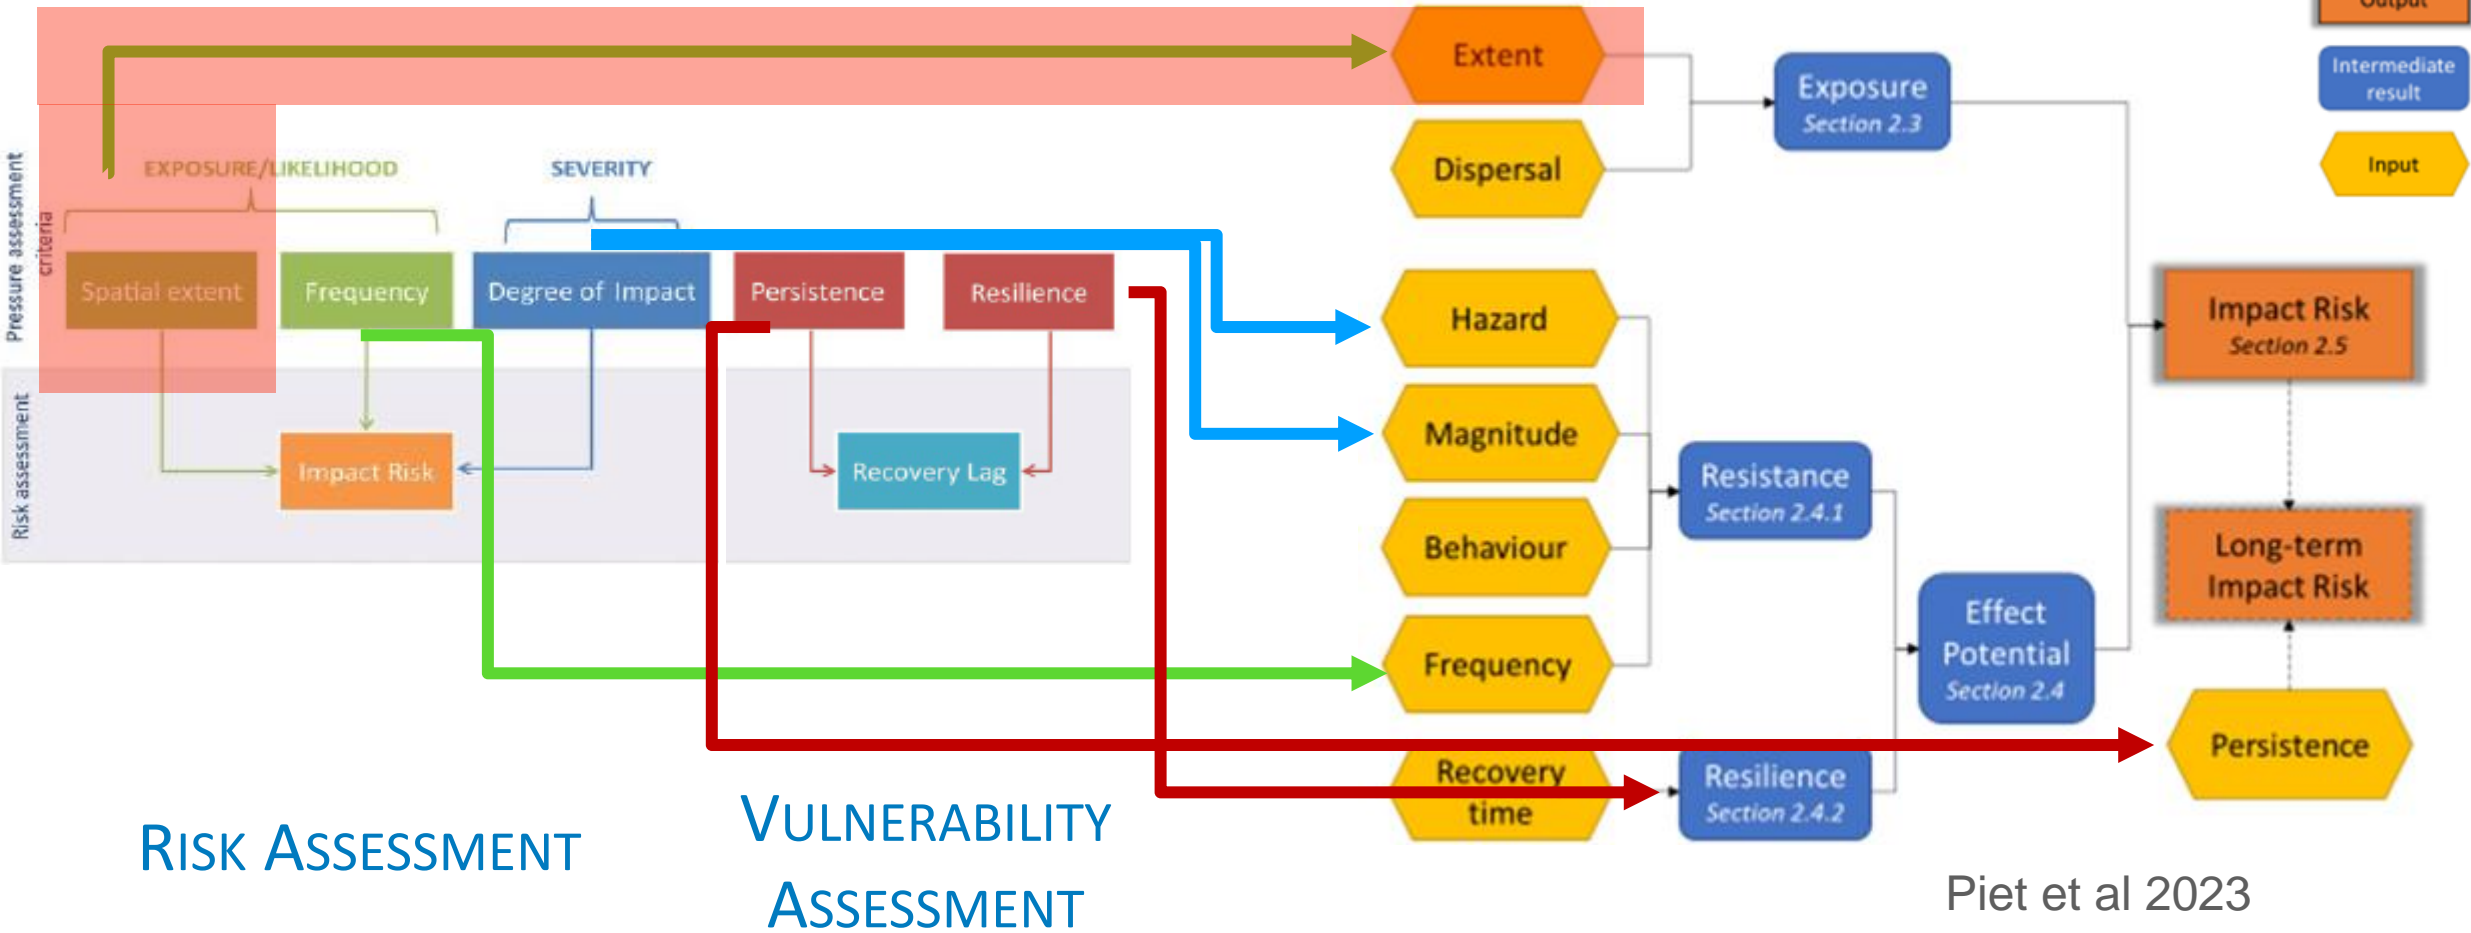 Output
Intermediate
result
Input
Extent
Dispersal
Exposure
Section 2.3
Pressure assessment
criteria
EXPOSURE/LIKELIHOOD
SEVERITY
Spatial extent
Frequency
Degree of Impact
Persistence
Resilience
Risk assessment
Impact Risk
Recovery Lag
Hazard
Magnitude
Behaviour
Frequency
Recovery
time
Resistance
Section 2.4.1
Resilience
Section 2.4.2
Effect
Potential
Section 2.4
Impact Risk
Section 2.5
Long-term
Impact Risk
Persistence
RISK ASSESSMENT
VULNERABILITY
ASSESSMENT
Piet et al 2023